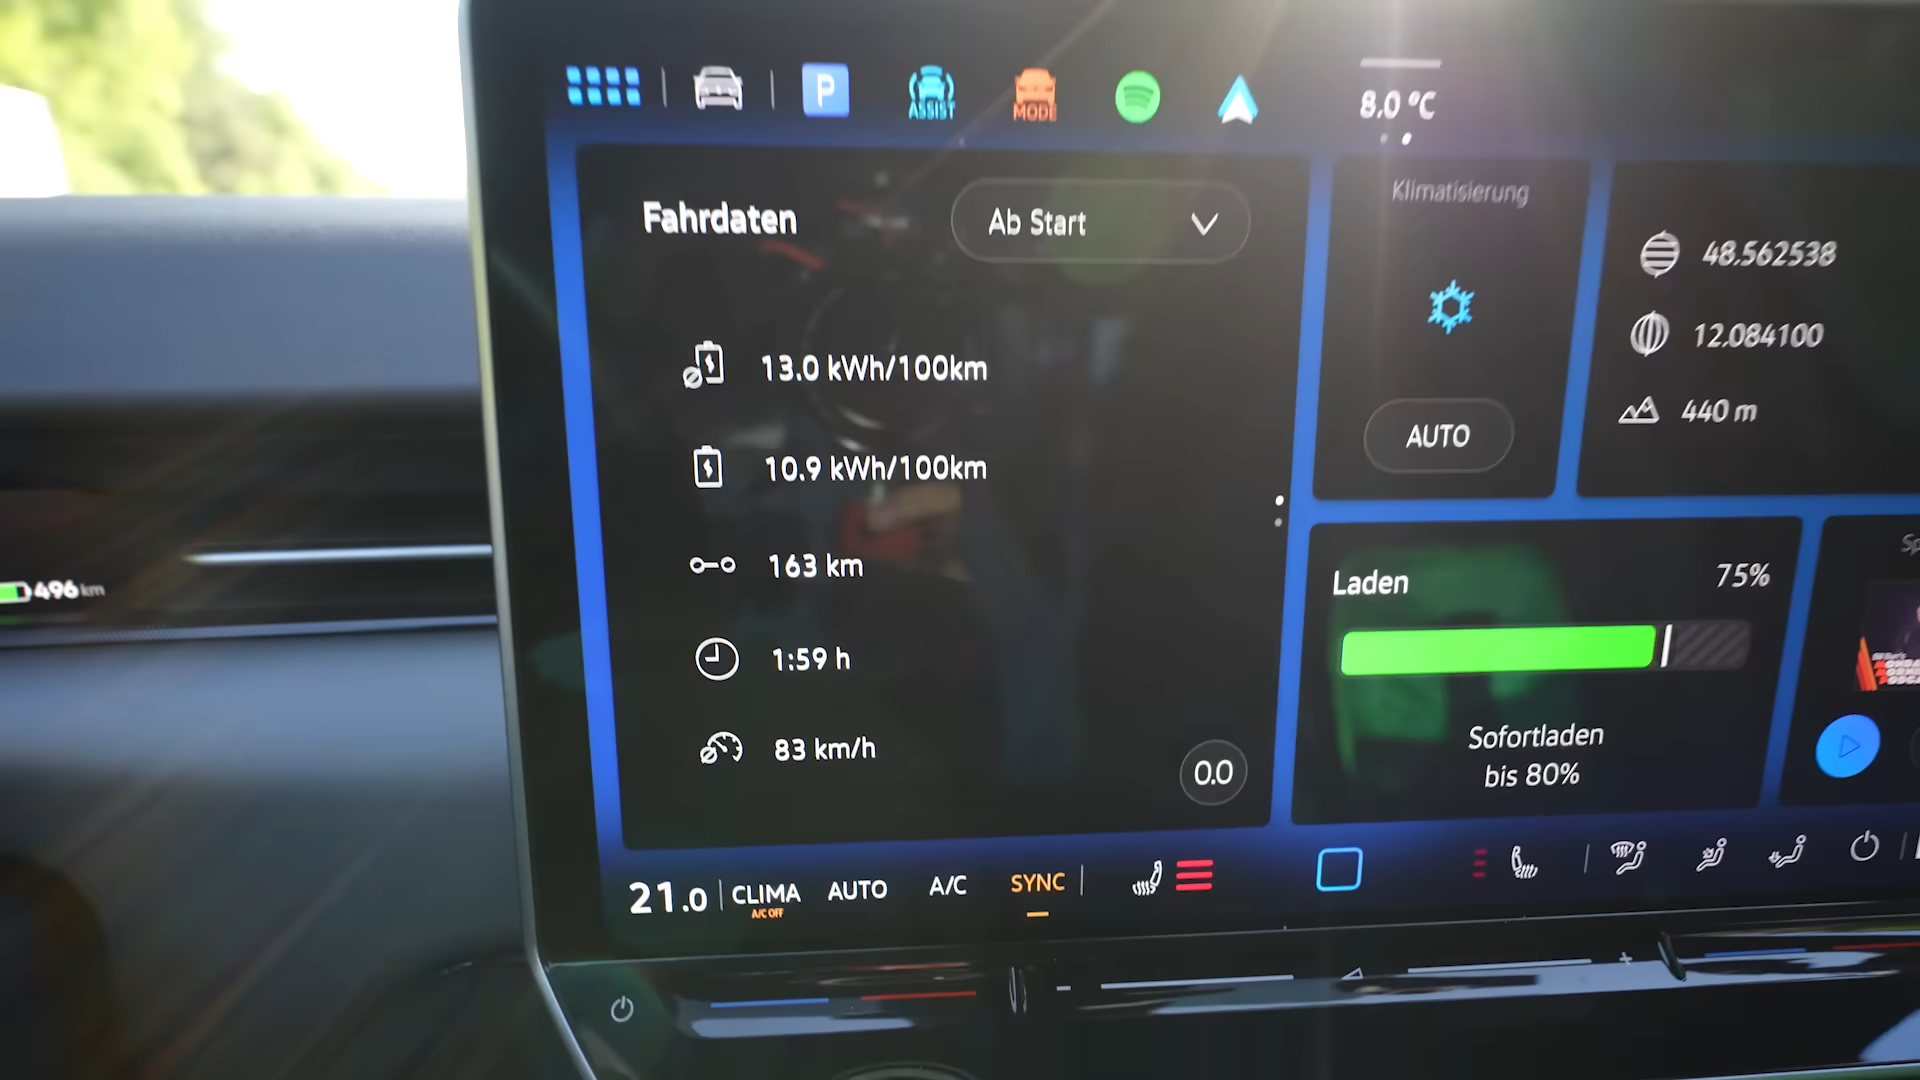 P
ASSIST
MODE
8.0 °C
Fahrdaten
Ab Start
13.0 kWh/100km
10.9 kWh/100km
163 km
1:59 h
83 km/h
0.0
Klimatisierung
AUTO
48.562538
12.084100
440 m
Laden
75%
Sofortladen
bis 80%
Sp
496 km
21.0
CLIMA
A/C OFF
AUTO
A/C
SYNC